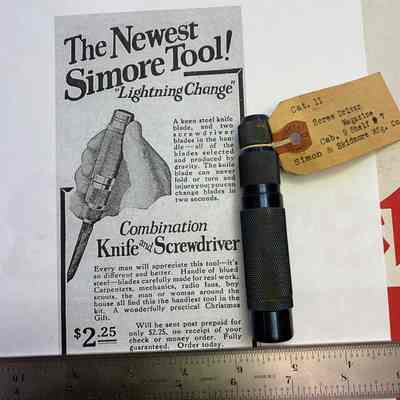 The Newest
Simore Tool!
"Lightning Change"
A keen steel knife
blade, and two
screwdriver
blades in the han-
dle—all of the
blades selected
and produced by
gravity. The knife
blade can never
fold or turn and
injure you; you can
change blades in
two seconds.
Combination
Knife and Screwdriver
Every man will appreciate this tool—it's
so different and better. Handle of blued
steel—blades carefully made for real work.
Carpenters, mechanics, radio fans, boy
scouts, the man or woman around the
house all find this the handiest tool in the
kit. A wonderfully practical Christmas
Gift.
$2.25
Will be sent post prepaid for
only $2.25, on receipt of your
check or money order. Fully
guaranteed. Order today.
Cat. 11
Screw Driver
Magazine
Cab. 9 Shelf # 7
Simon & Skidmore Mfg. Co